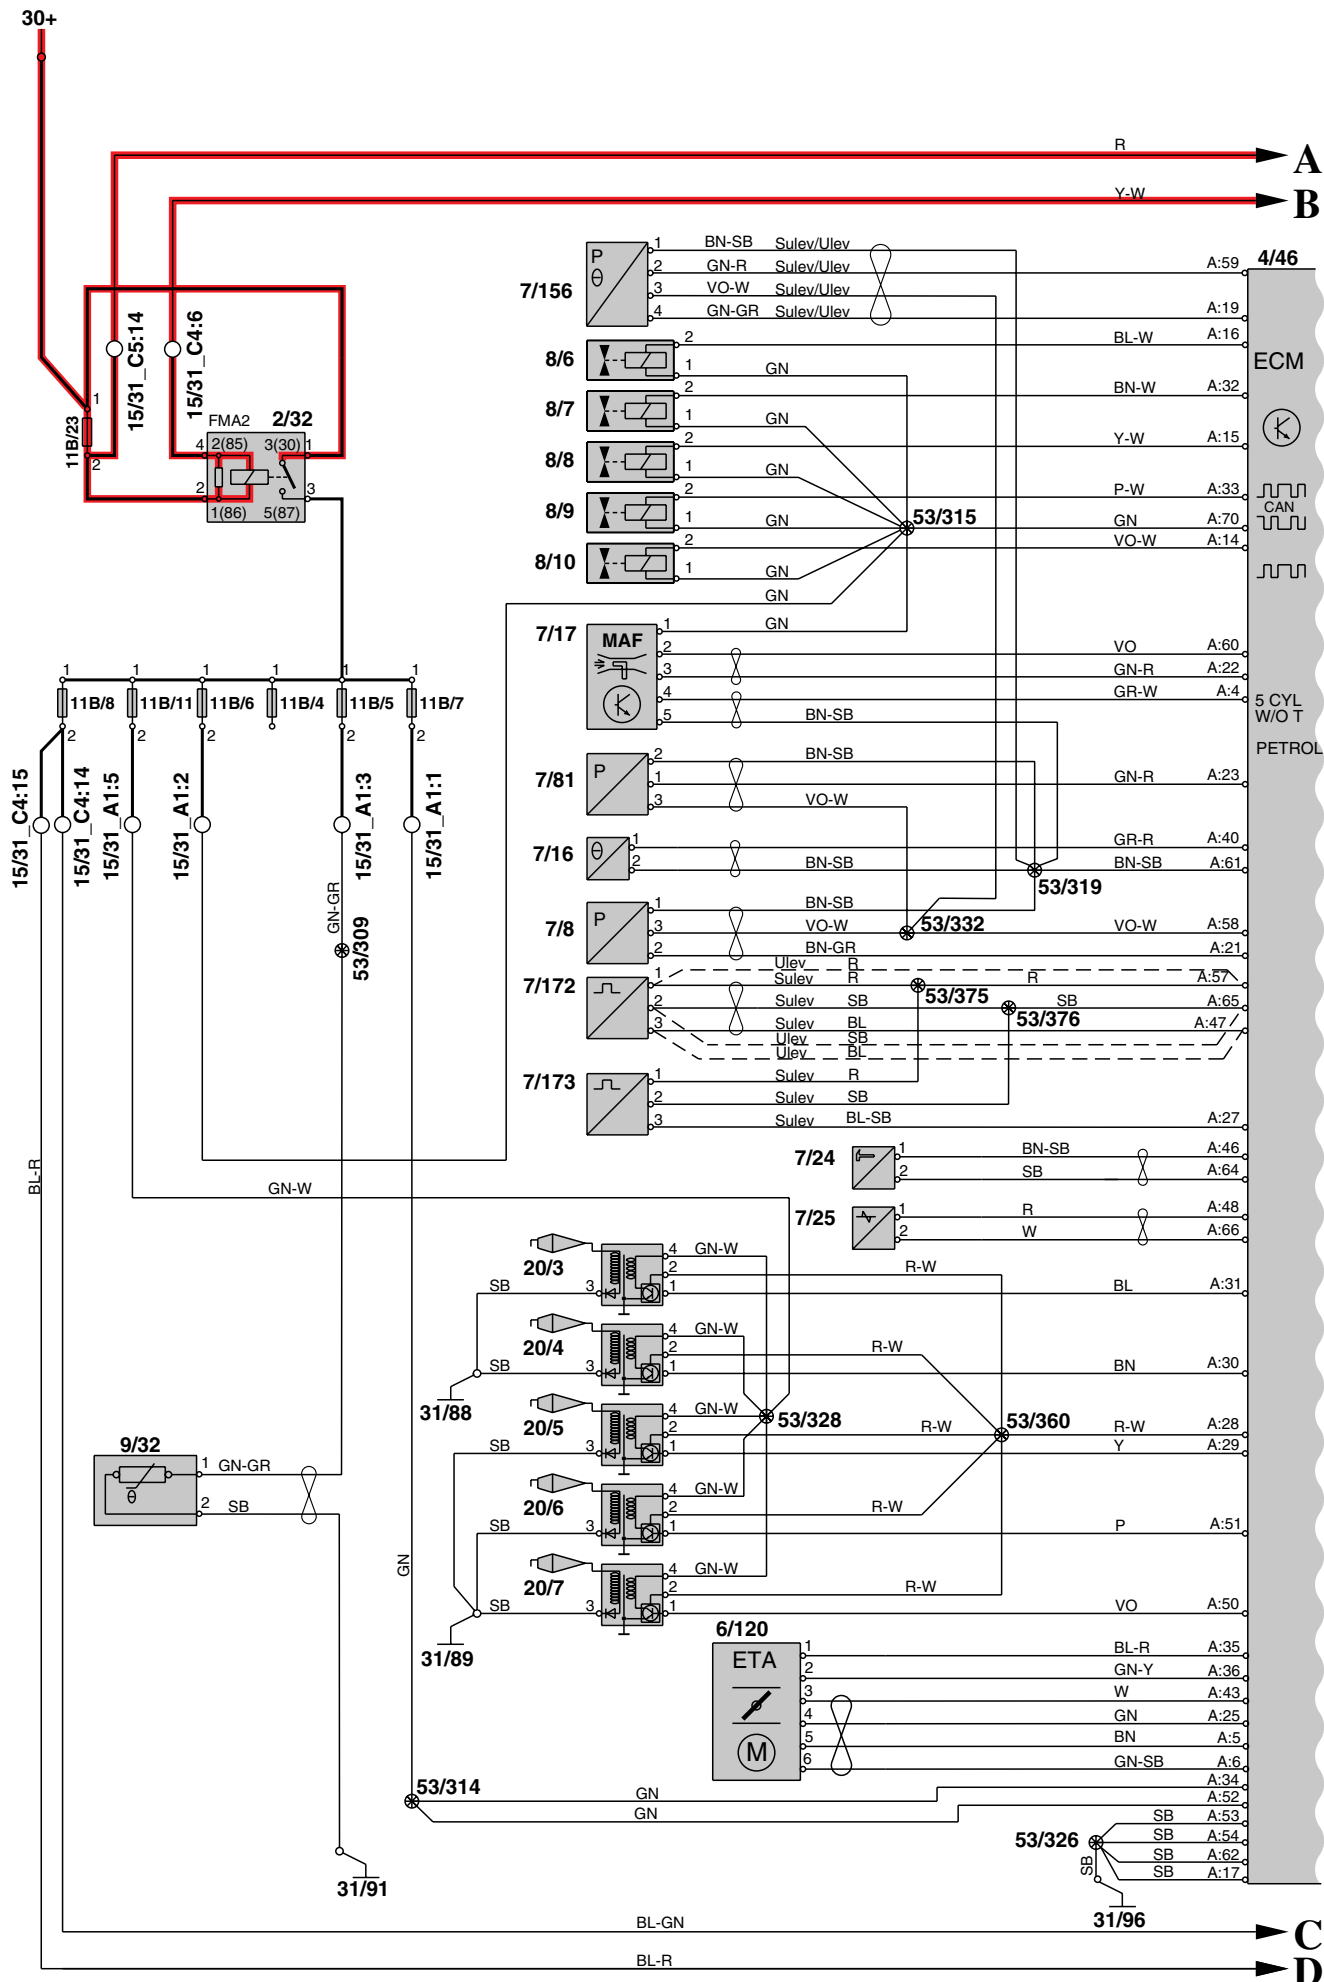 30+
R
A
Y-W
B
15/31_C5:14
15/31_C4:6
1
11B/23
2
FMA2
2/32
4
2(85)
3(30)
1
2
3
1(86)
5(87)
7/156
P
θ
1
BN-SB
Sulev/Ulev
2
GN-R
Sulev/Ulev
A:59
3
VO-W
Sulev/Ulev
4
GN-GR
Sulev/Ulev
A:19
4/46
ECM
CAN
5 CYL
W/O T
PETROL
8/6
2
BL-W
A:16
1
GN
8/7
2
BN-W
A:32
1
GN
8/8
2
Y-W
A:15
1
GN
8/9
2
P-W
A:33
1
GN
53/315
GN
A:70
8/10
2
VO-W
A:14
1
GN
GN
7/17
MAF
1
GN
2
VO
A:60
3
GN-R
A:22
4
GR-W
A:4
5
BN-SB
1
1
1
1
1
1
11B/8
11B/11
11B/6
11B/4
11B/5
11B/7
2
2
2
2
2
15/31_C4:15
15/31_C4:14
15/31_A1:5
15/31_A1:2
15/31_A1:3
15/31_A1:1
7/81
P
2
BN-SB
1
GN-R
A:23
3
VO-W
7/16
θ
1
GR-R
A:40
2
BN-SB
BN-SB
A:61
53/319
GN-GR
53/309
7/8
P
1
BN-SB
3
VO-W
53/332
VO-W
A:58
2
BN-GR
A:21
7/172
Ulev
R
1
Sulev
R
53/375
R
A:57
2
Sulev
SB
53/376
SB
A:65
3
Sulev
BL
A:47
Ulev
SB
Ulev
BL
7/173
1
Sulev
R
2
Sulev
SB
3
Sulev
BL-SB
A:27
7/24
1
BN-SB
A:46
2
SB
A:64
7/25
1
R
A:48
2
W
A:66
BL-R
GN-W
20/3
4
GN-W
2
R-W
SB
3
1
BL
A:31
20/4
4
GN-W
2
R-W
SB
3
1
BN
A:30
31/88
20/5
4
GN-W
53/328
2
R-W
53/360
R-W
A:28
SB
3
1
Y
A:29
20/6
4
GN-W
2
R-W
SB
3
1
P
A:51
20/7
4
GN-W
2
R-W
SB
3
1
VO
A:50
31/89
9/32
θ
1
GN-GR
2
SB
GN
6/120
ETA
M
1
BL-R
A:35
2
GN-Y
A:36
3
W
A:43
4
GN
A:25
5
BN
A:5
6
GN-SB
A:6
53/314
GN
A:34
GN
A:52
53/326
SB
A:53
SB
A:54
SB
A:62
SB
A:17
SB
31/91
31/96
BL-GN
C
BL-R
D